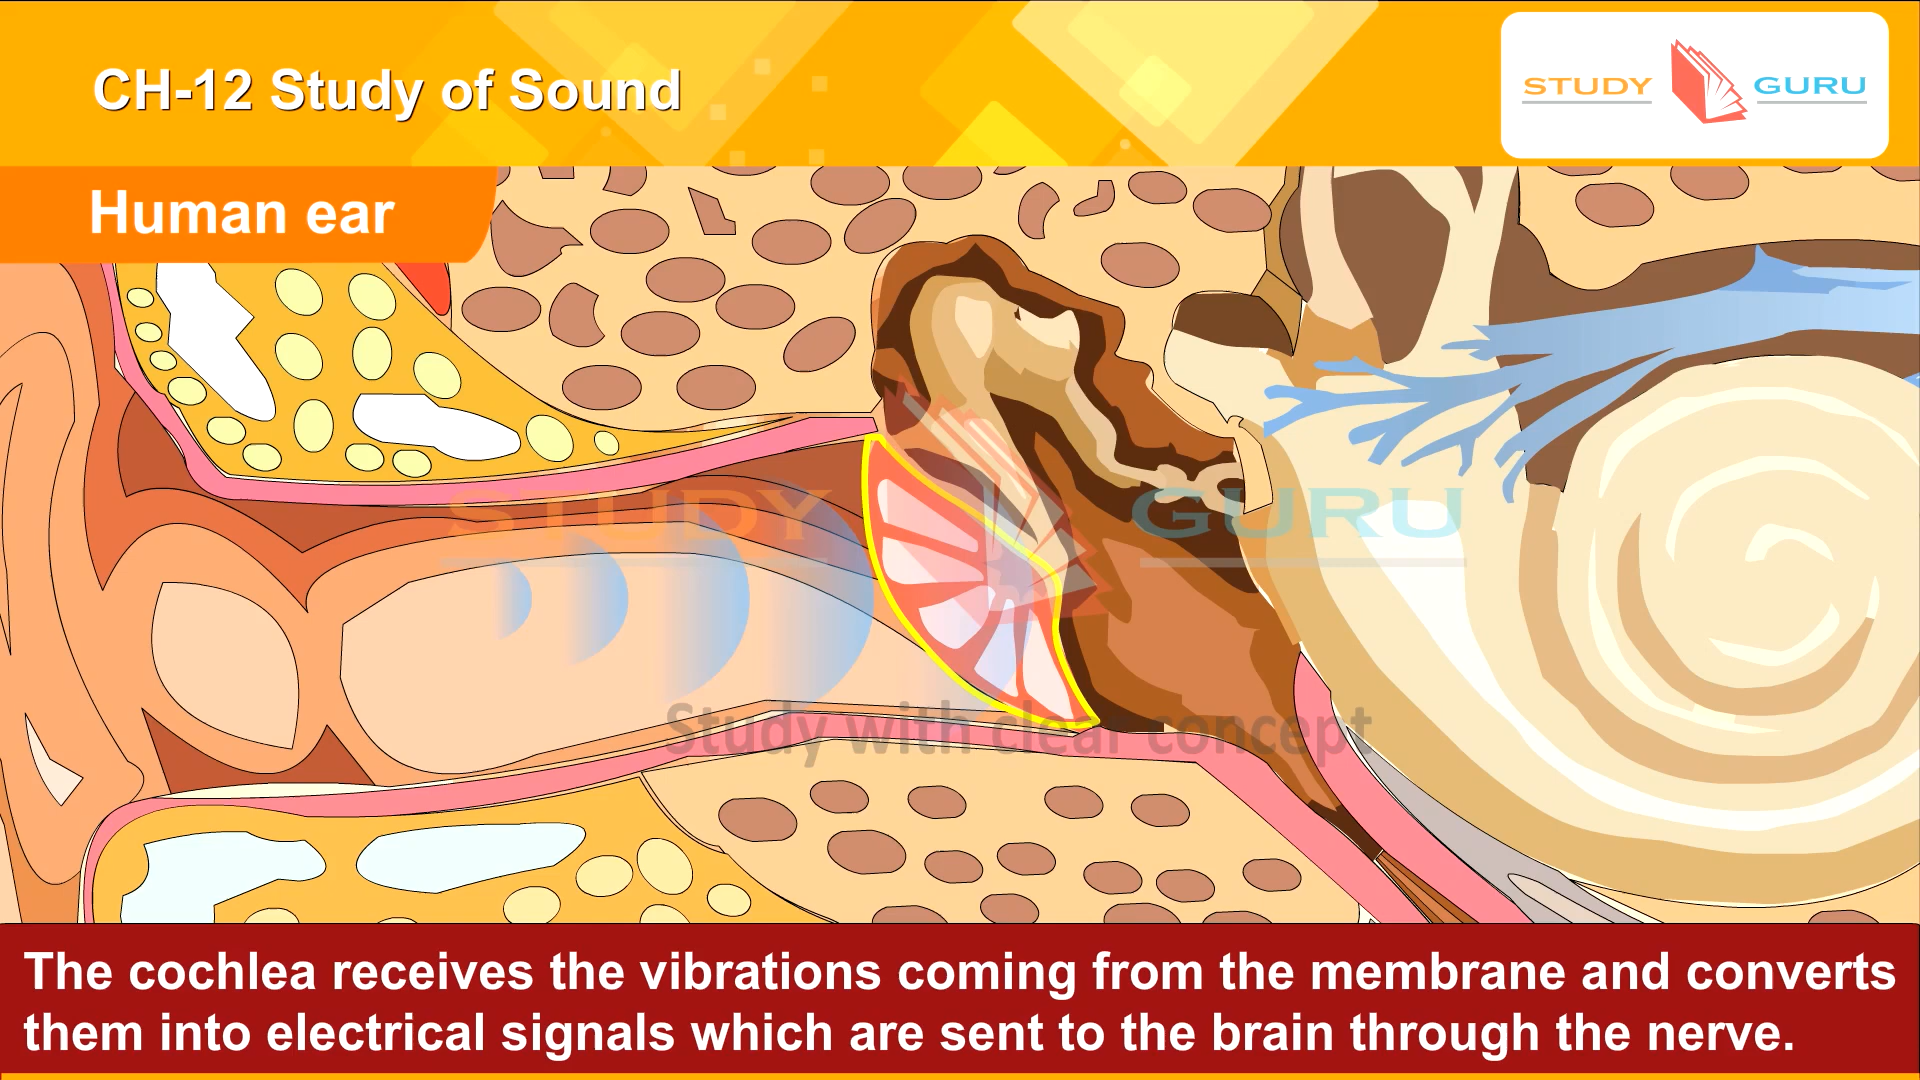 CH-12 Study of Sound
STUDY GURU
Human ear
STUDY GURU
Study with clear concept
The cochlea receives the vibrations coming from the membrane and converts
them into electrical signals which are sent to the brain through the nerve.